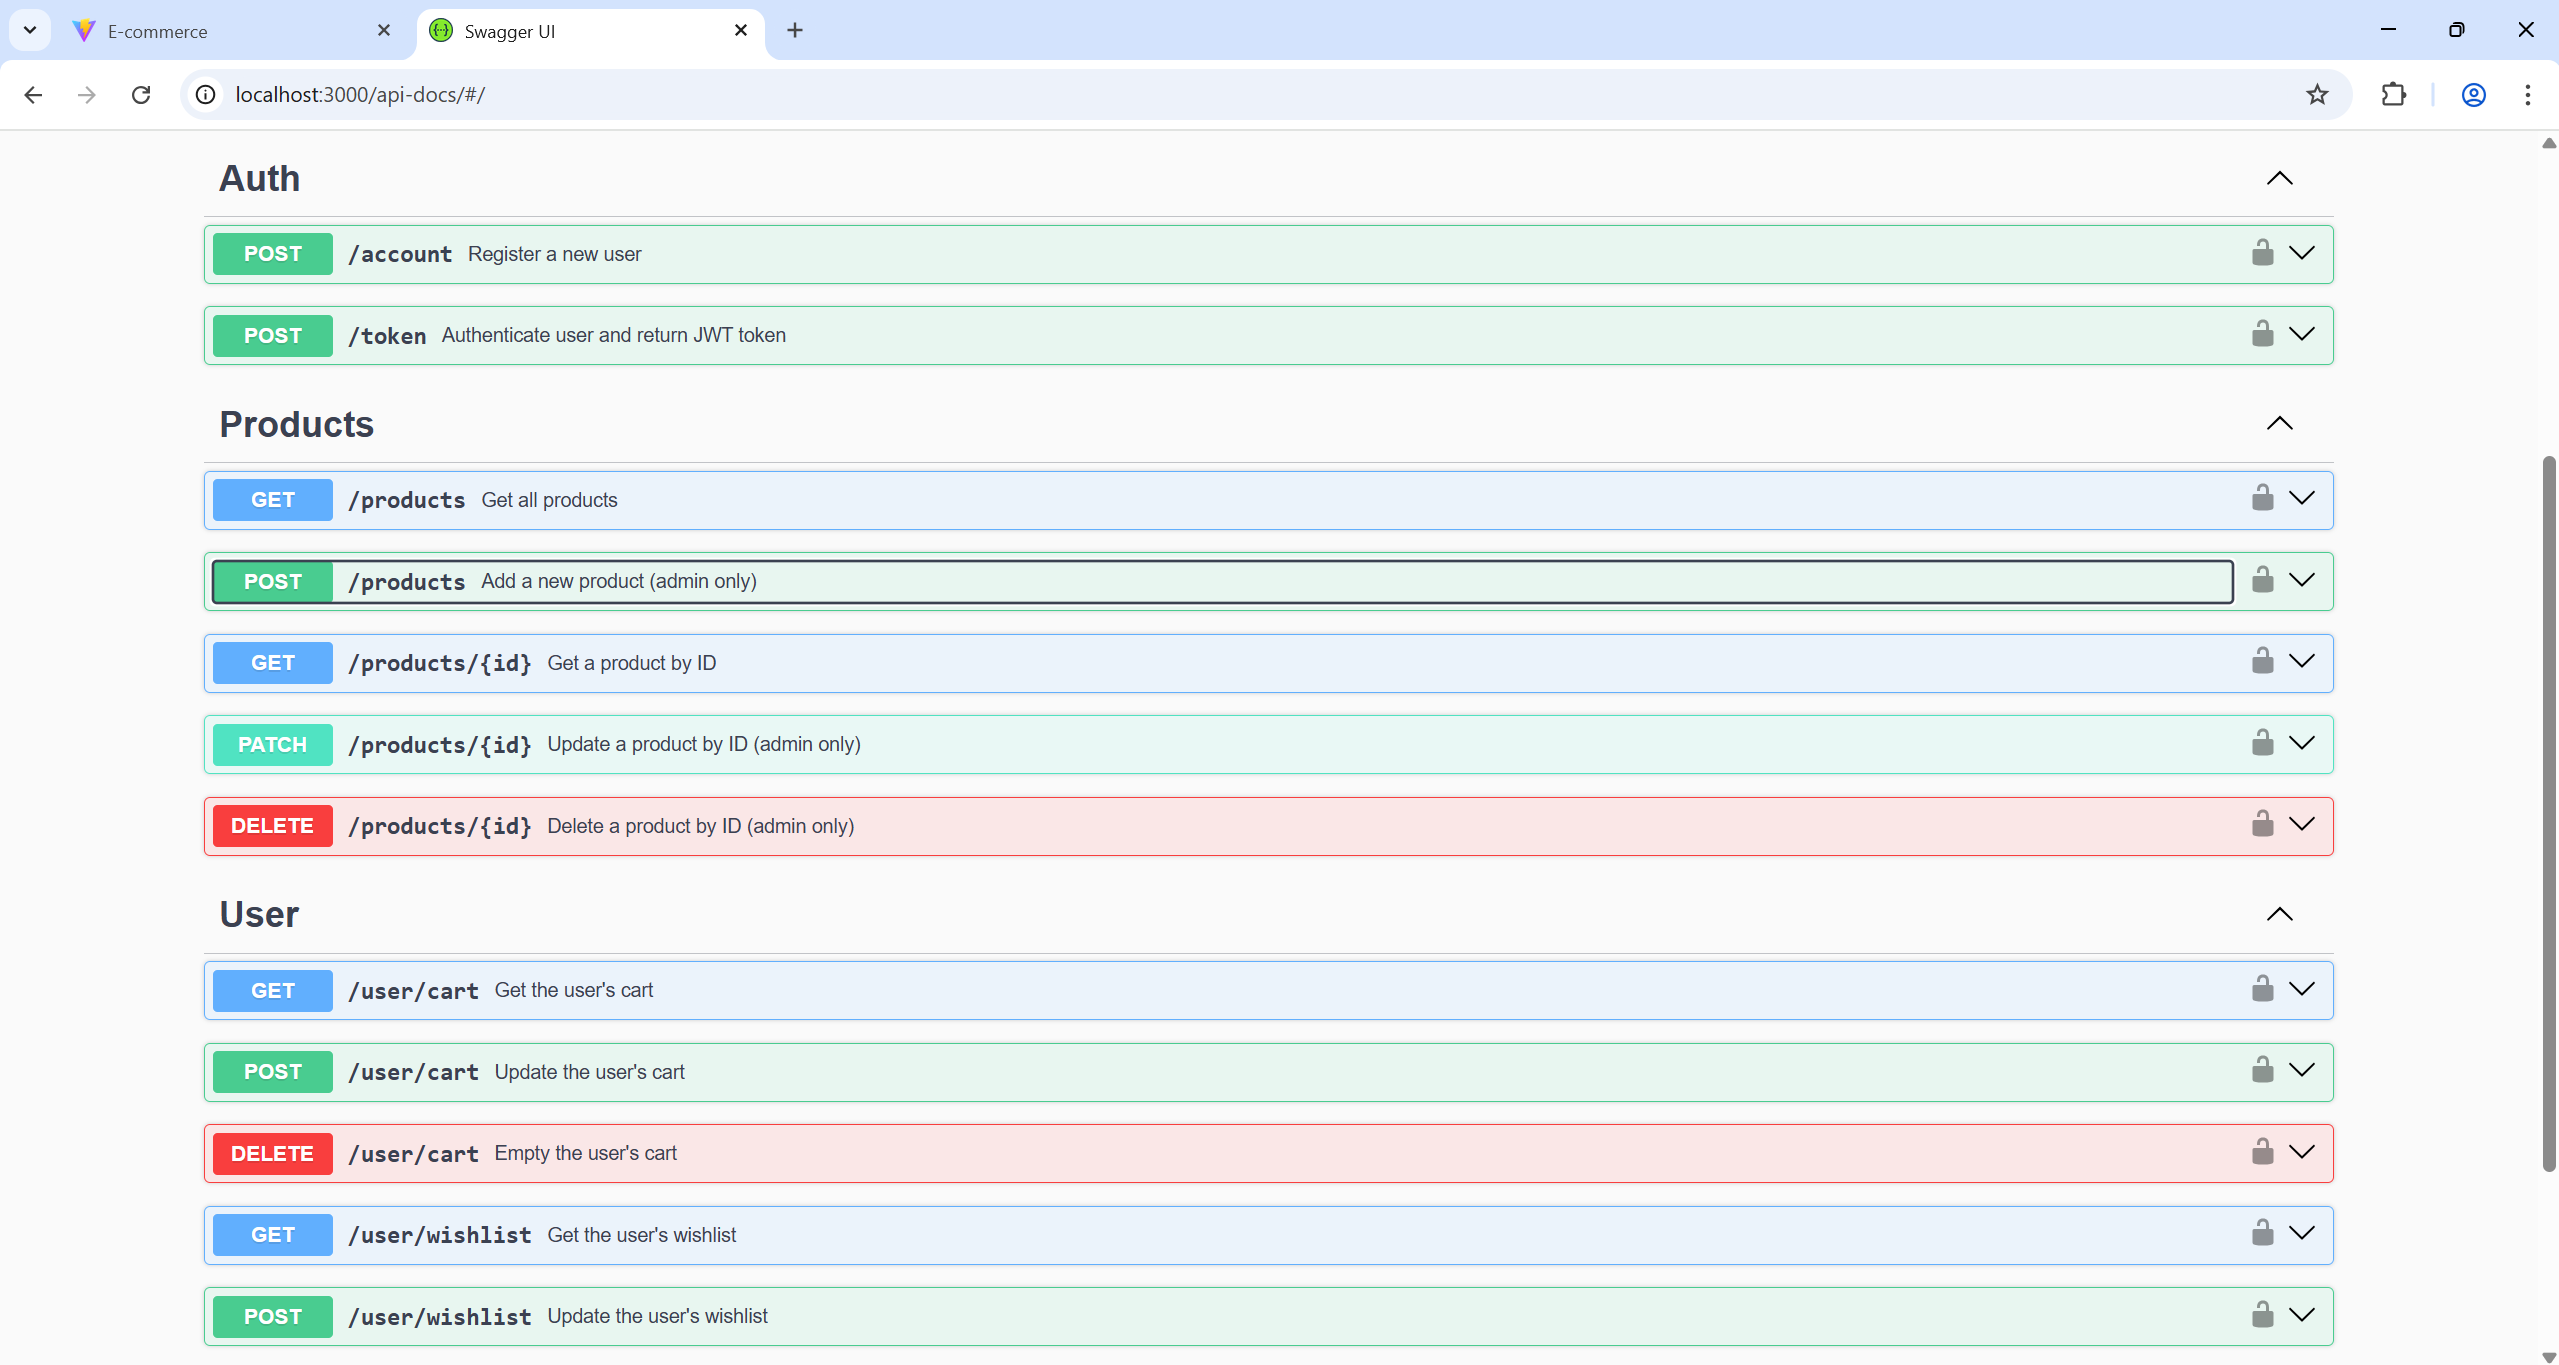 E-commerce
Swagger UI
localhost:3000/api-docs/#/
Auth
POST /account Register a new user
POST /token Authenticate user and return JWT token
Products
GET /products Get all products
POST /products Add a new product (admin only)
GET /products/{id} Get a product by ID
PATCH /products/{id} Update a product by ID (admin only)
DELETE /products/{id} Delete a product by ID (admin only)
User
GET /user/cart Get the user's cart
POST /user/cart Update the user's cart
DELETE /user/cart Empty the user's cart
GET /user/wishlist Get the user's wishlist
POST /user/wishlist Update the user's wishlist